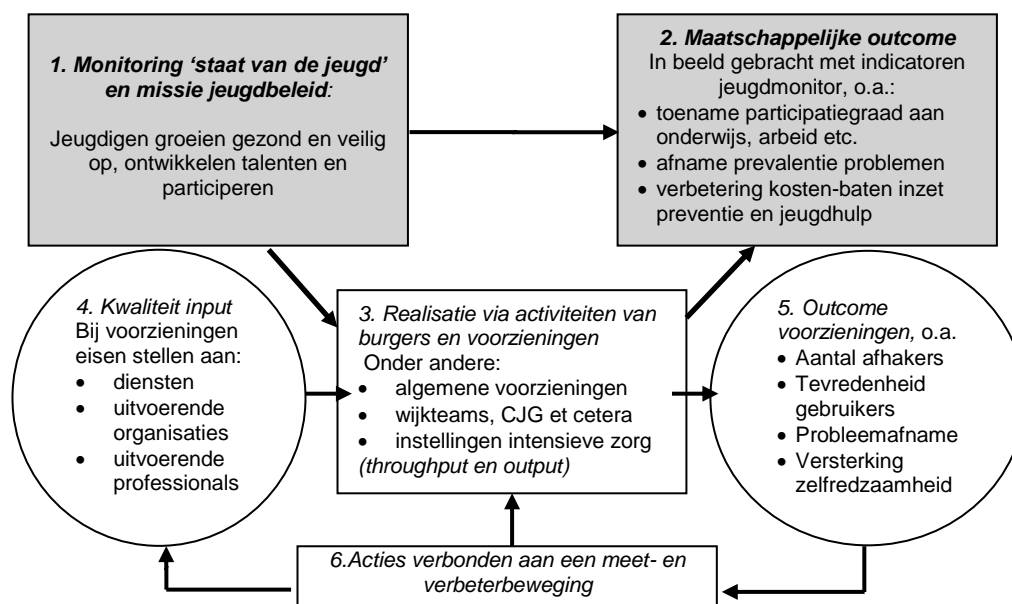 1. Monitoring ‘staat van de jeugd’
en missie jeugdbeleid:
Jeugdigen groeien gezond en veilig
op, ontwikkelen talenten en
participeren
2. Maatschappelijke outcome
In beeld gebracht met indicatoren
jeugdmonitor, o.a.:
• toename participatiegraad aan
onderwijs, arbeid etc.
• afname prevalentie problemen
• verbetering kosten-baten inzet
preventie en jeugdhulp
4. Kwaliteit input
Bij voorzieningen
eisen stellen aan:
• diensten
• uitvoerende
organisaties
• uitvoerende
professionals
3. Realisatie via activiteiten van
burgers en voorzieningen
Onder andere:
• algemene voorzieningen
• wijkteams, CJG et cetera
• instellingen intensieve zorg
(throughput en output)
5. Outcome
voorzieningen, o.a.
• Aantal afhakers
• Tevredenheid
gebruikers
• Probleemafname
• Versterking
zelfredzaamheid
6.Acties verbonden aan een meet- en
verbeterbeweging